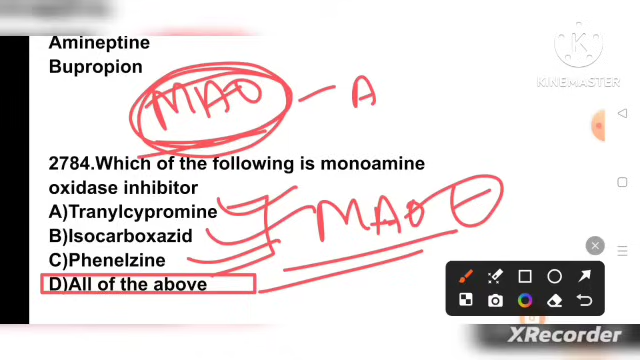 Amineptine
Bupropion
KINEMASTER
MAO - A
2784.Which of the following is monoamine
oxidase inhibitor
A)Tranylcypromine
B)Isocarboxazid
MAO
C)Phenelzine
D)All of the above
XRecorder